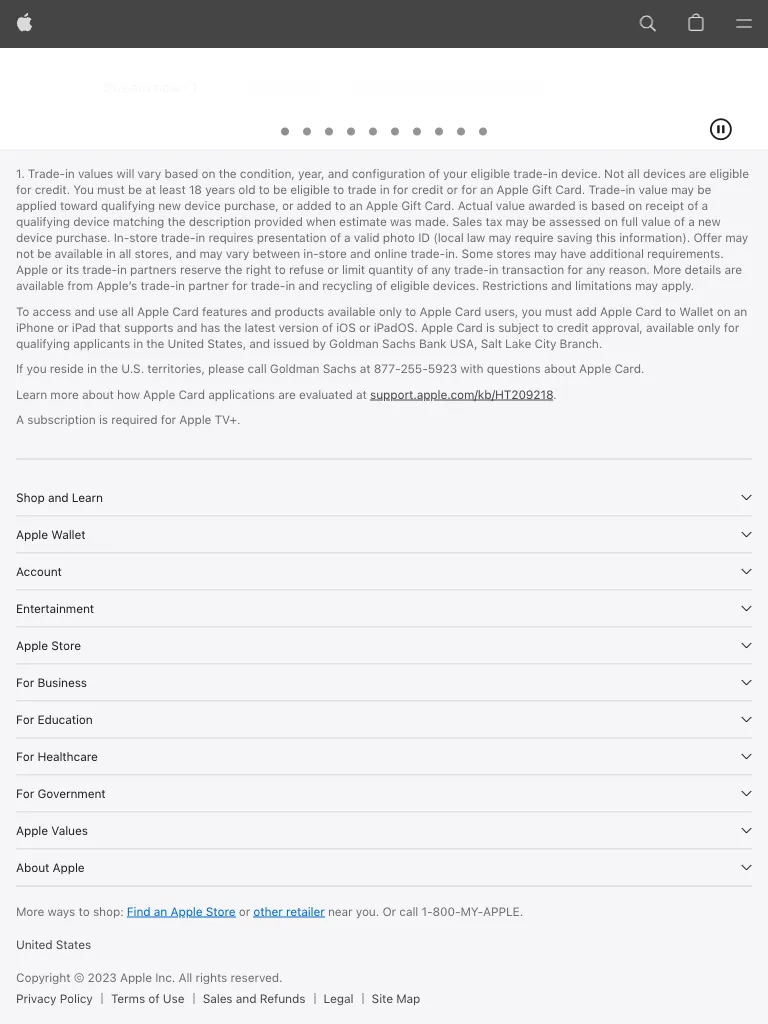 1. Trade-in values will vary based on the condition, year, and configuration of your eligible trade-in device. Not all devices are eligible
for credit. You must be at least 18 years old to be eligible to trade in for credit or for an Apple Gift Card. Trade-in value may be
applied toward qualifying new device purchase, or added to an Apple Gift Card. Actual value awarded is based on receipt of a
qualifying device matching the description provided when estimate was made. Sales tax may be assessed on full value of a new
device purchase. In-store trade-in requires presentation of a valid photo ID (local law may require saving this information). Offer may
not be available in all stores, and may vary between in-store and online trade-in. Some stores may have additional requirements.
Apple or its trade-in partners reserve the right to refuse or limit quantity of any trade-in transaction for any reason. More details are
available from Apple's trade-in partner for trade-in and recycling of eligible devices. Restrictions and limitations may apply.
To access and use all Apple Card features and products available only to Apple Card users, you must add Apple Card to Wallet on an
iPhone or iPad that supports and has the latest version of iOS or iPadOS. Apple Card is subject to credit approval, available only for
qualifying applicants in the United States, and issued by Goldman Sachs Bank USA, Salt Lake City Branch.
If you reside in the U.S. territories, please call Goldman Sachs at 877-255-5923 with questions about Apple Card.
Learn more about how Apple Card applications are evaluated at support.apple.com/kb/HT209218.
A subscription is required for Apple TV+.
Shop and Learn
Apple Wallet
Account
Entertainment
Apple Store
For Business
For Education
For Healthcare
For Government
Apple Values
About Apple
More ways to shop: Find an Apple Store or other retailer near you. Or call 1-800-MY-APPLE.
United States
Copyright © 2023 Apple Inc. All rights reserved.
Privacy Policy | Terms of Use | Sales and Refunds | Legal | Site Map